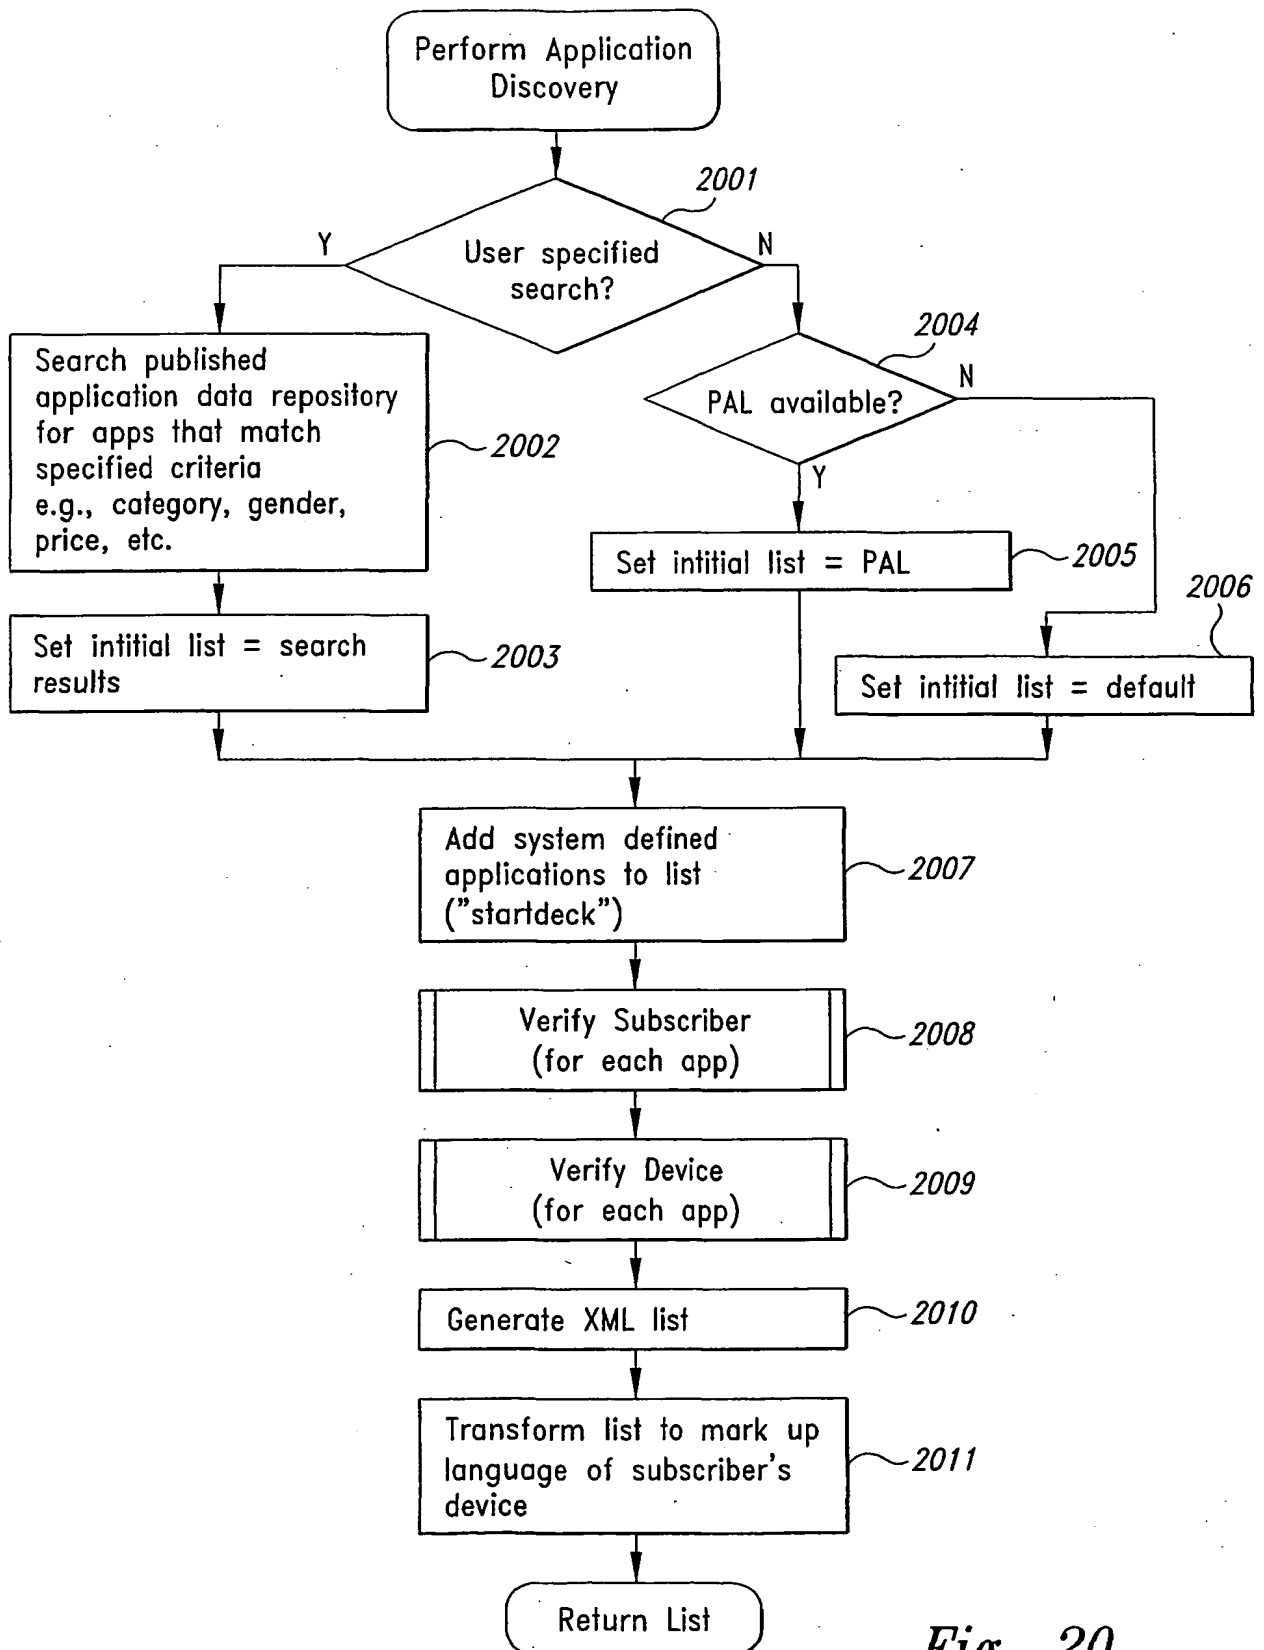 Perform Application
Discovery
2001
Y
N
User specified
search?
2004
N
PAL available?
Y
Search published
application data repository
for apps that match
specified criteria
e.g., category, gender,
price, etc.
2002
Set intitial list = PAL
2005
2006
Set intitial list = search
results
2003
Set intitial list = default
Add system defined
applications to list
("startdeck")
2007
Verify Subscriber
(for each app)
2008
Verify Device
(for each app)
2009
Generate XML list
2010
Transform list to mark up
language of subscriber's
device
2011
Return List
Fig. 20